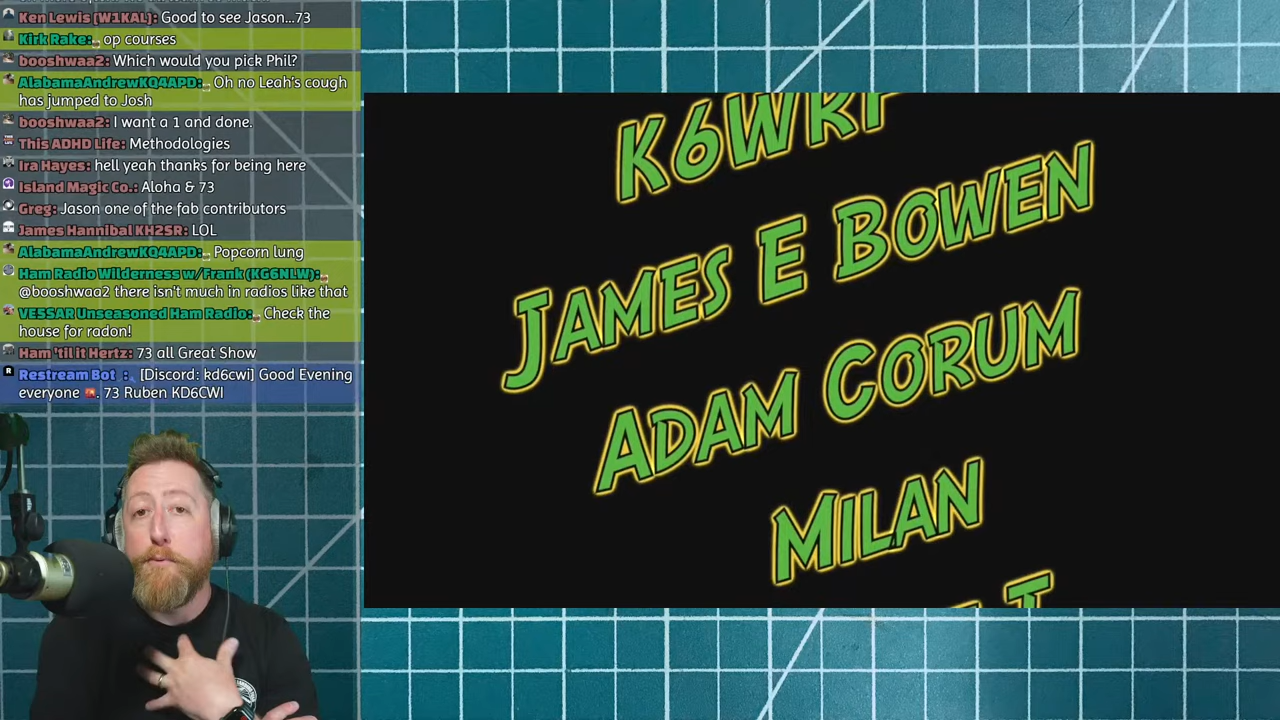 Ken Lewis [W1KAL]: Good to see Jason...73
Kirk Rake: op courses
booshwaa2: Which would you pick Phil?
AlabamaAndrewKQ4APD: Oh no Leah's cough
has jumped to Josh
booshwaa2: I want a 1 and done.
This ADHD Life: Methodologies
Ira Hayes: hell yeah thanks for being here
Island Magic Co.: Aloha & 73
Greg: Jason one of the fab contributors
James Hannibal KH2SR: LOL
AlabamaAndrewKQ4APD: Popcorn lung
Ham Radio Wilderness w/Frank (KG6NLW):
@booshwaa2 there isn't much in radios like that
VE5SAR Unseasoned Ham Radio: Check the
house for radon!
Ham 'til it Hertz: 73 all Great Show
Restream Bot : [Discord: kd6cwi] Good Evening
everyone . 73 Ruben KD6CWI
JAMES E BOWEN
ADAM CORUM
MILAN